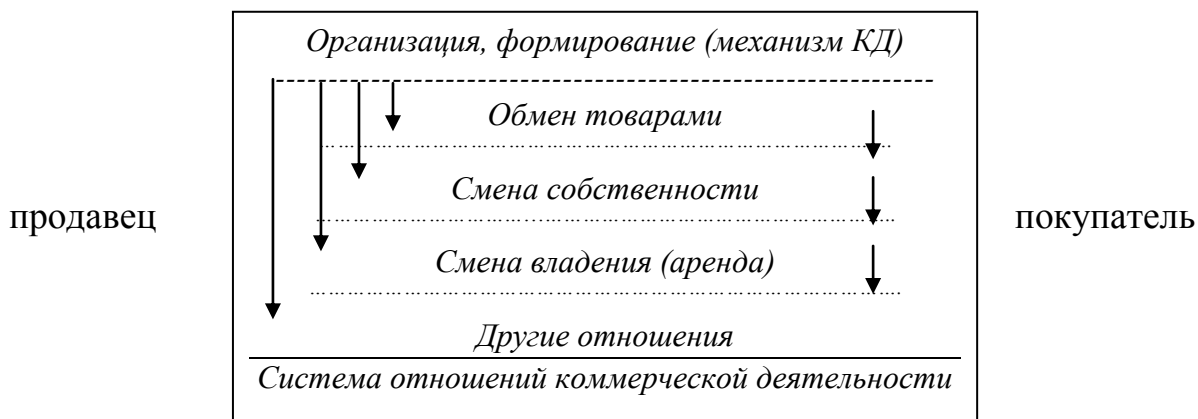 Организация, формирование (механизм КД)
Обмен товарами
Смена собственности
продавец
покупатель
Смена владения (аренда)
Другие отношения
Система отношений коммерческой деятельности